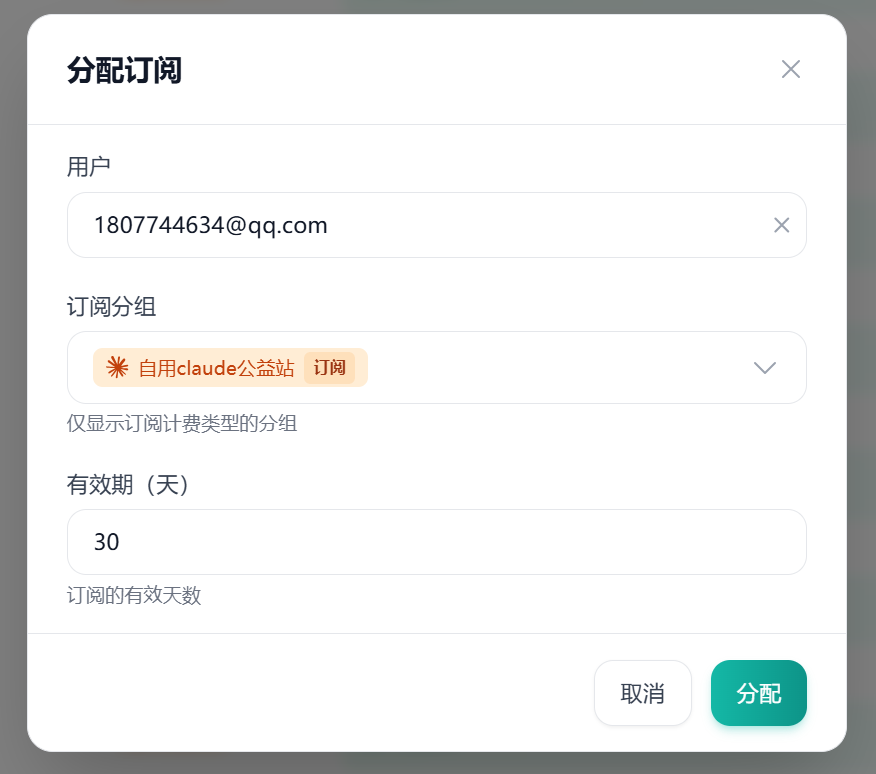 分配订阅
用户
1807744634@qq.com
订阅分组
自用claude公益站 订阅
仅显示订阅计费类型的分组
有效期（天）
30
订阅的有效天数
取消 分配